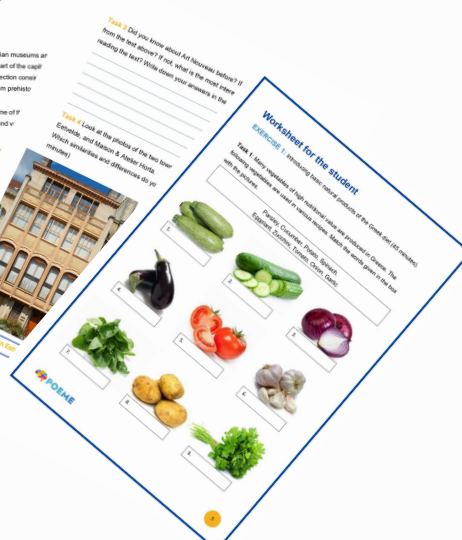 ian museums ar
art of the capit
ection consir
m prehisto
me of t
nd vi
Task 3 Did you know about Art Nouveau before? If
from the text above? If not, what is the most intere
reading the text? Write down your answers in the
Task 4 Look at the photos of the two town
Eetvelde, and Maison & Atelier Horta.
Which similarities and differences do yo
minutes)
Worksheet for the student
EXERCISE 1: Introducing basic natural products of the Greek diet (45 minutes)
Task 1. Many vegetables of high nutritional value are produced in Greece. The
following vegetables are used in various recipes. Match the words given in the box
with the pictures.
Parsley, Cucumber, Potato, Spinach,
Eggplant, Zucchini, Tomato, Onion, Garlic
1.
2.
3.
4.
5.
6.
7.
8.
9.
POEME